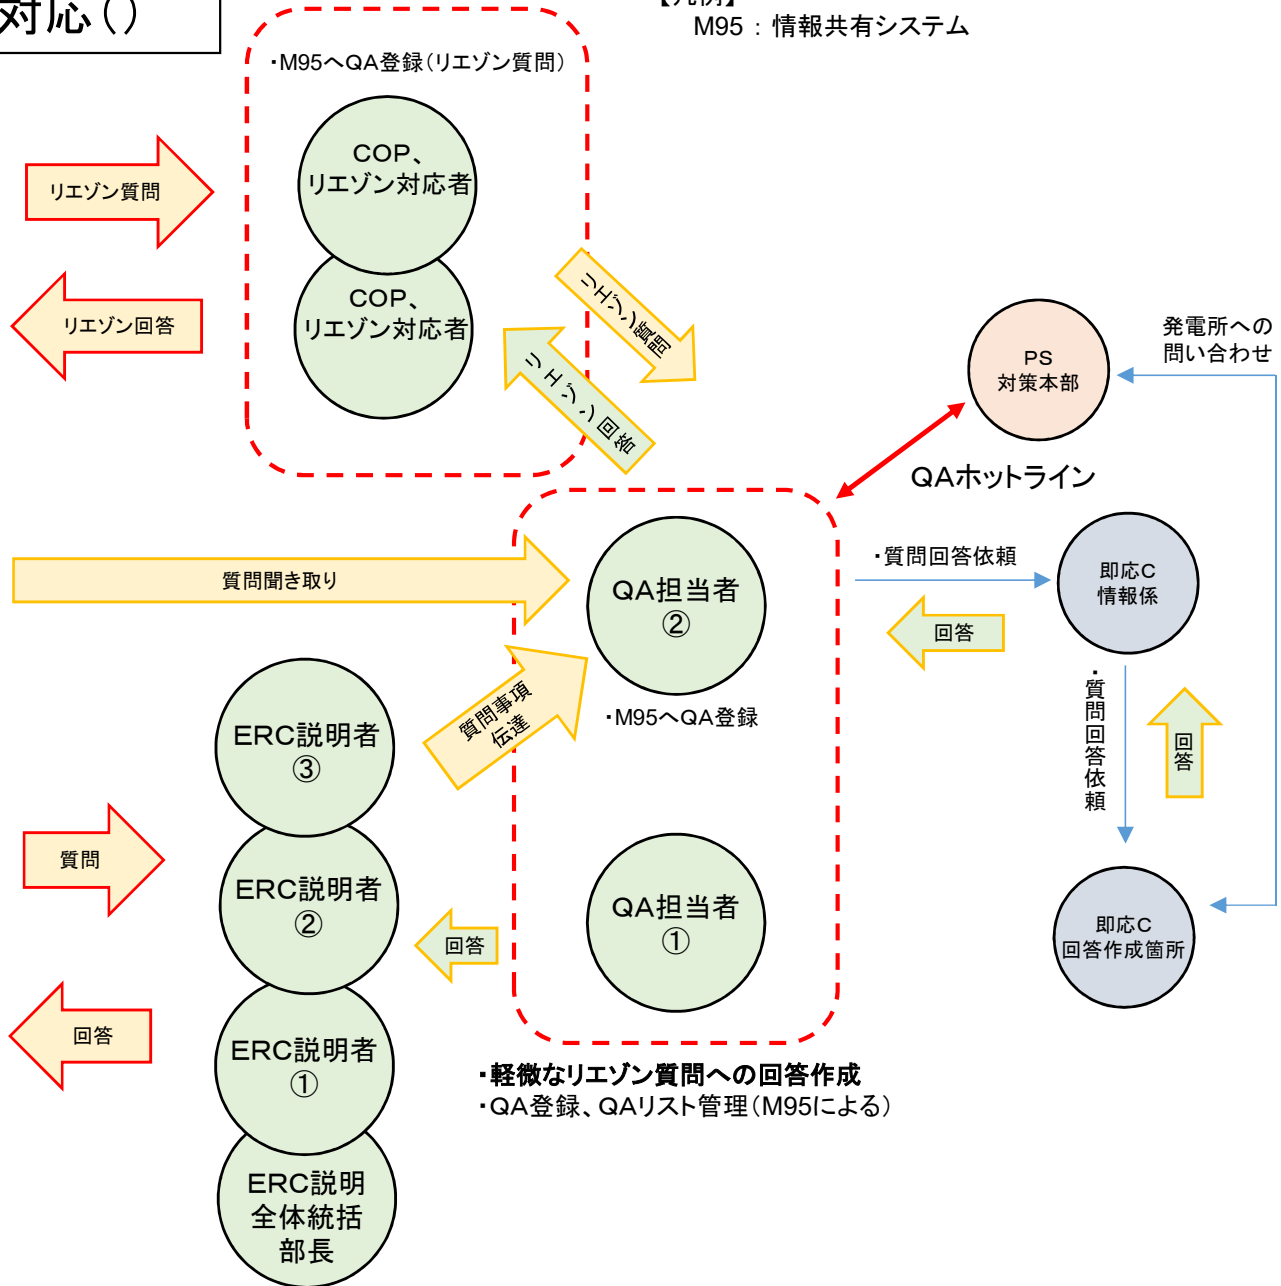 対応（）
【凡例】
M95 : 情報共有システム
・M95へQA登録（リエゾン質問）
COP、
リエゾン対応者
リエゾン質問
COP、
リエゾン対応者
リエゾン回答
リエゾン質問
リエゾン回答
PS
対策本部
発電所への
問い合わせ
QAホットライン
質問聞き取り
QA担当者
②
・M95へQA登録
・質問回答依頼
即応C
情報係
回答
質問事項
伝達
・質問回答依頼
回答
ERC説明者
③
質問
ERC説明者
②
回答
QA担当者
①
即応C
回答作成箇所
回答
ERC説明者
①
・軽微なリエゾン質問への回答作成
・QA登録、QAリスト管理（M95による）
ERC説明
全体統括
部長